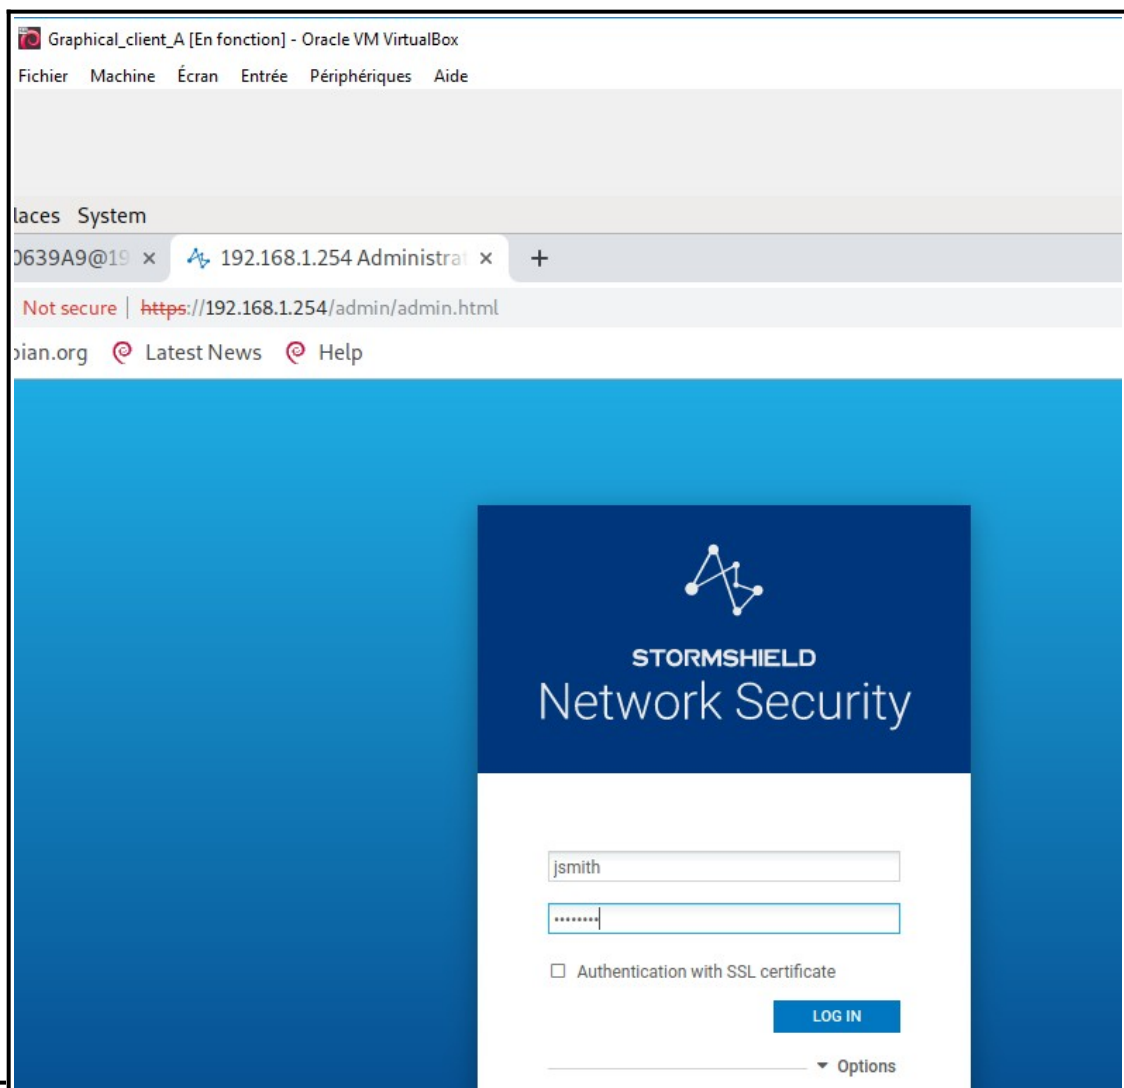 Graphical_client_A [En fonction] - Oracle VM VirtualBox
Fichier Machine Écran Entrée Périphériques Aide
laces System
0639A9@19 × 192.168.1.254 Administrat × +
Not secure | https://192.168.1.254/admin/admin.html
bian.org Latest News Help
STORMSHIELD
Network Security
jsmith
••••••••
Authentication with SSL certificate
LOG IN
Options